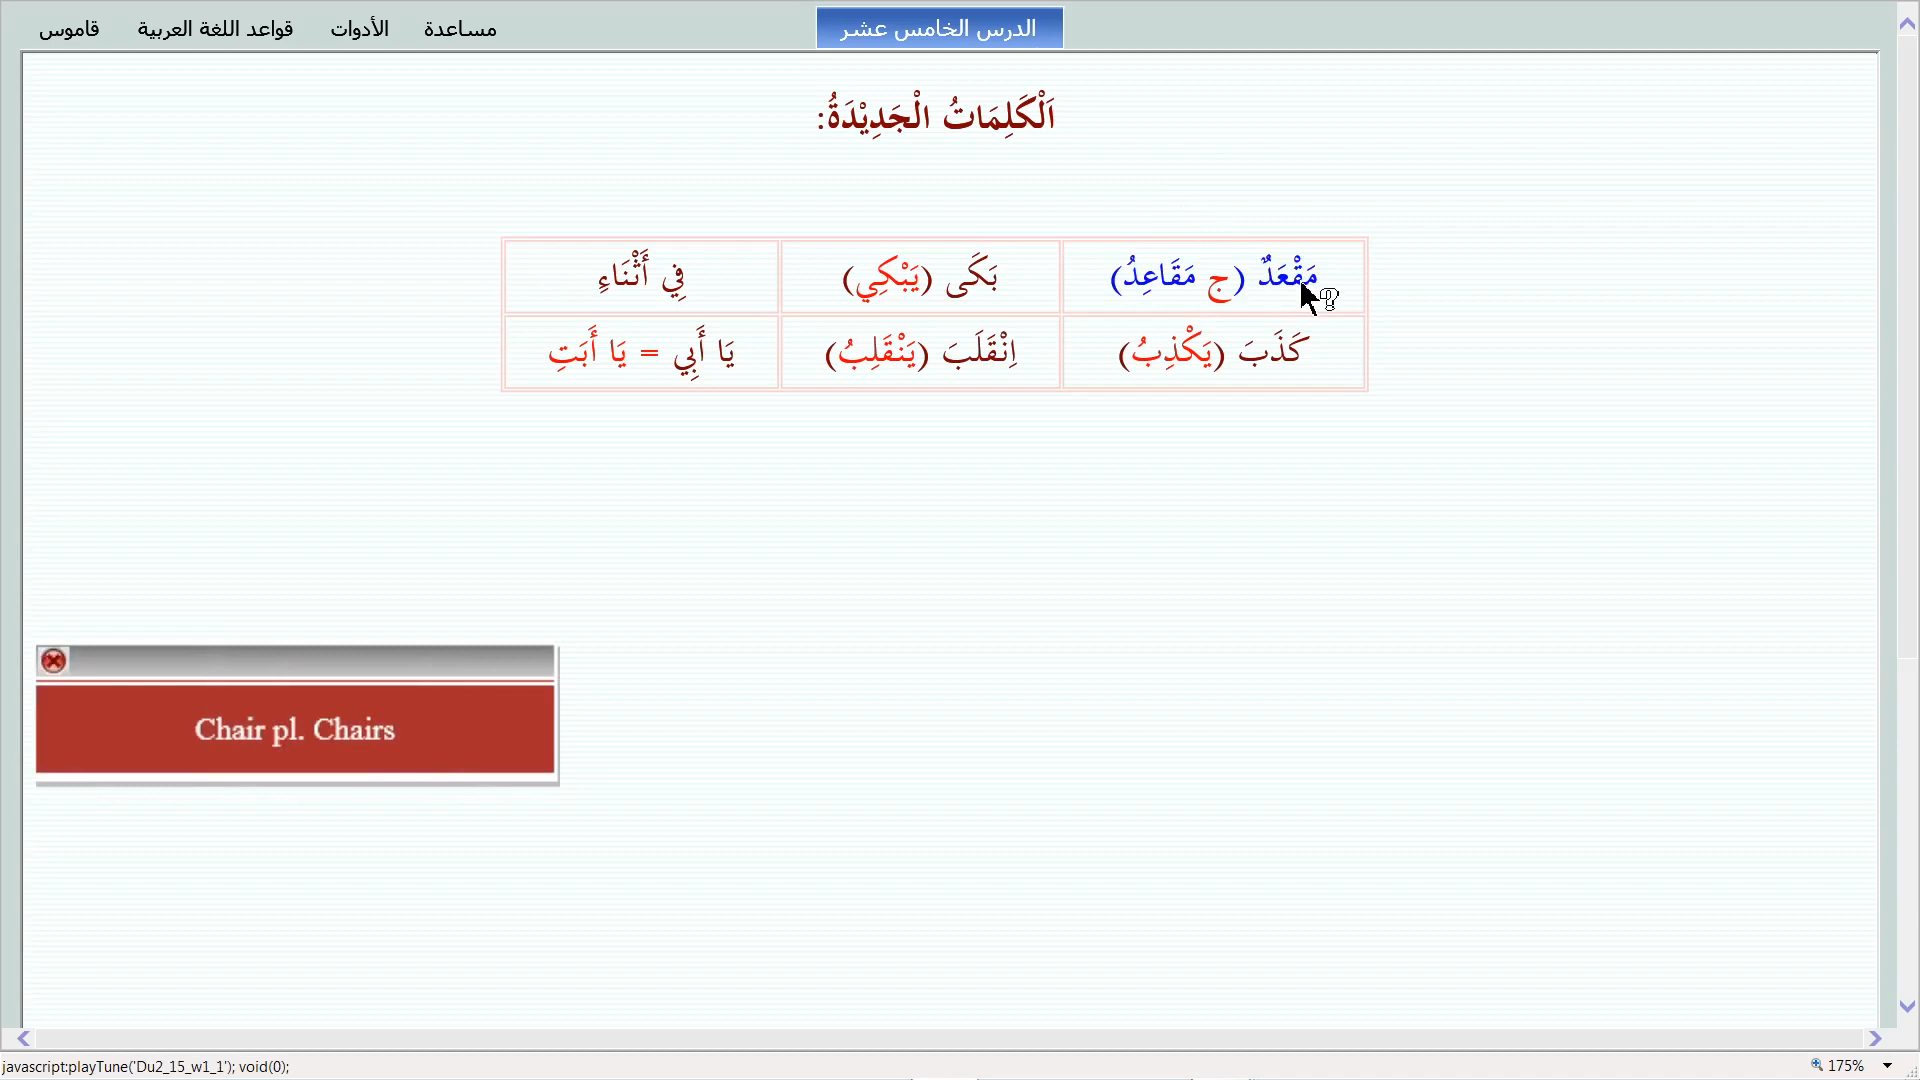 الدرس الخامس عشر
مساعدة الأدوات قواعد اللغة العربية قاموس
اَلْكَلِمَاتُ الْجَدِيْدَةُ:
مَقْعَدٌ (ج مَقَاعِدُ) بَكَى (يَبْكِي) فِي أَثْنَاءِ
كَذَبَ (يَكْذِبُ) اِنْقَلَبَ (يَنْقَلِبُ) يَا أَبِي = يَا أَبَتِ
Chair pl. Chairs
javascript:playTune('Du2_15_w1_1'); void(0);
175%